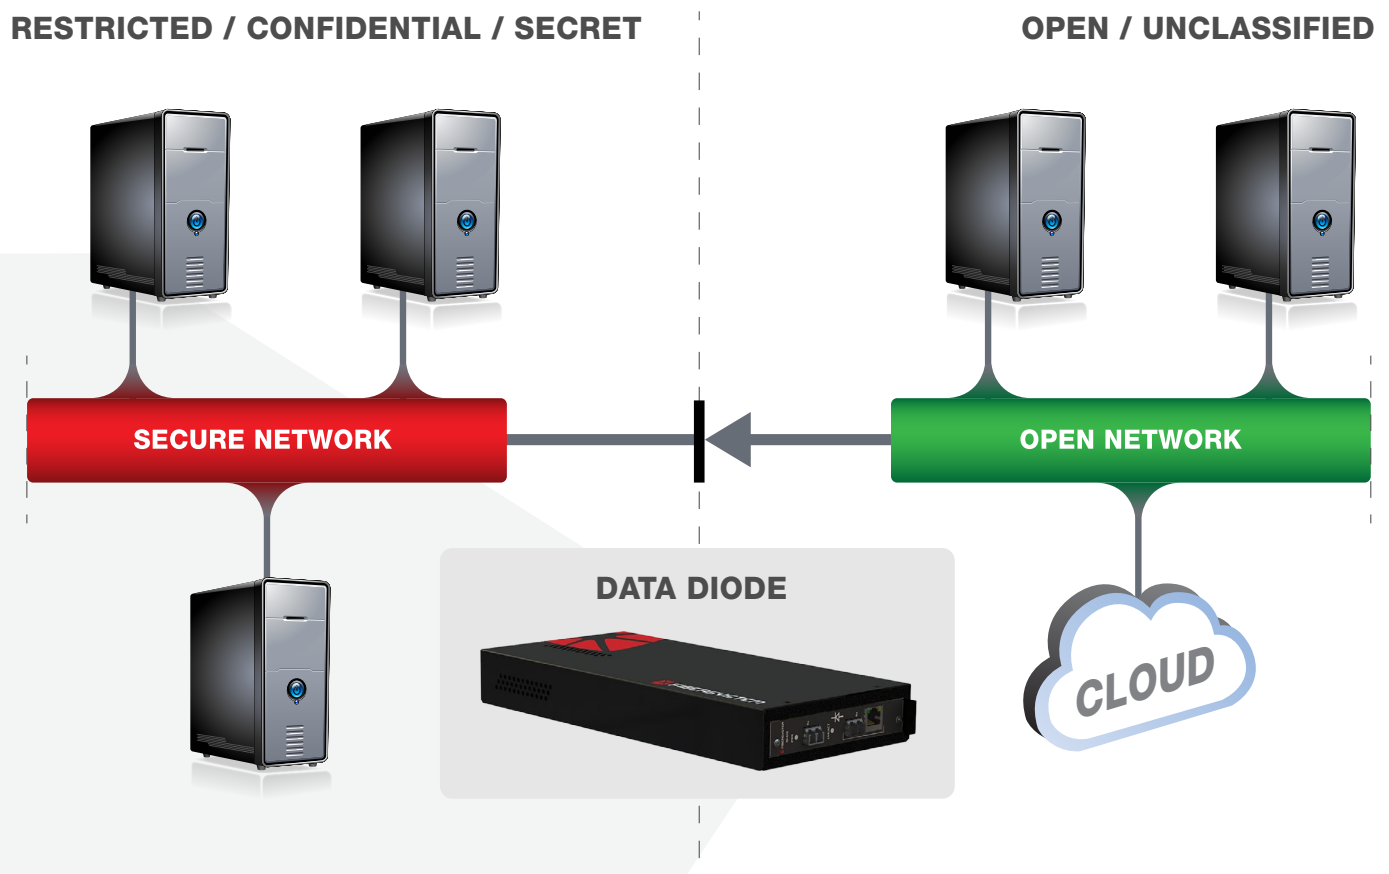 RESTRICTED / CONFIDENTIAL / SECRET
OPEN / UNCLASSIFIED
SECURE NETWORK
OPEN NETWORK
DATA DIODE
CLOUD